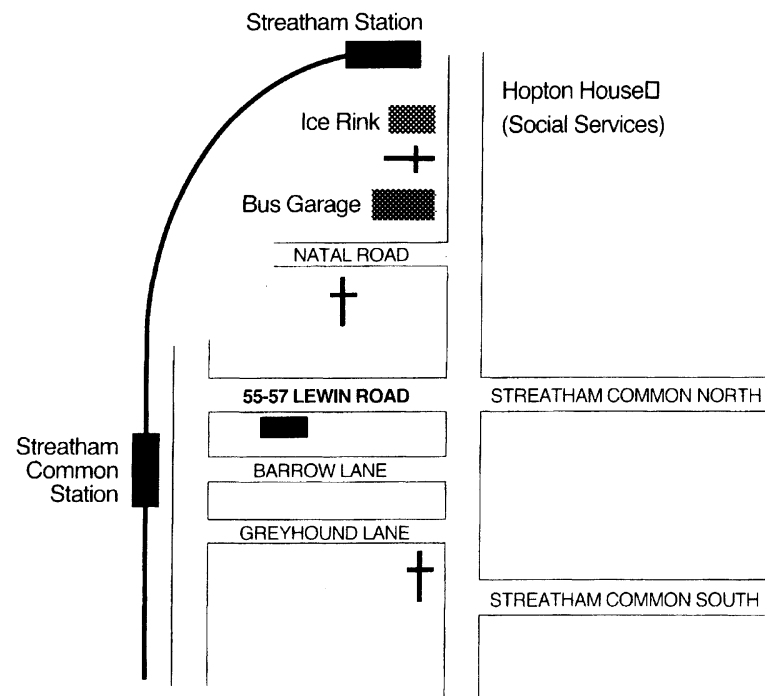 Streatham Station
Hopton House
Ice Rink
(Social Services)
Bus Garage
NATAL ROAD
55-57 LEWIN ROAD
STREATHAM COMMON NORTH
Streatham
Common
Station
BARROW LANE
GREYHOUND LANE
STREATHAM COMMON SOUTH